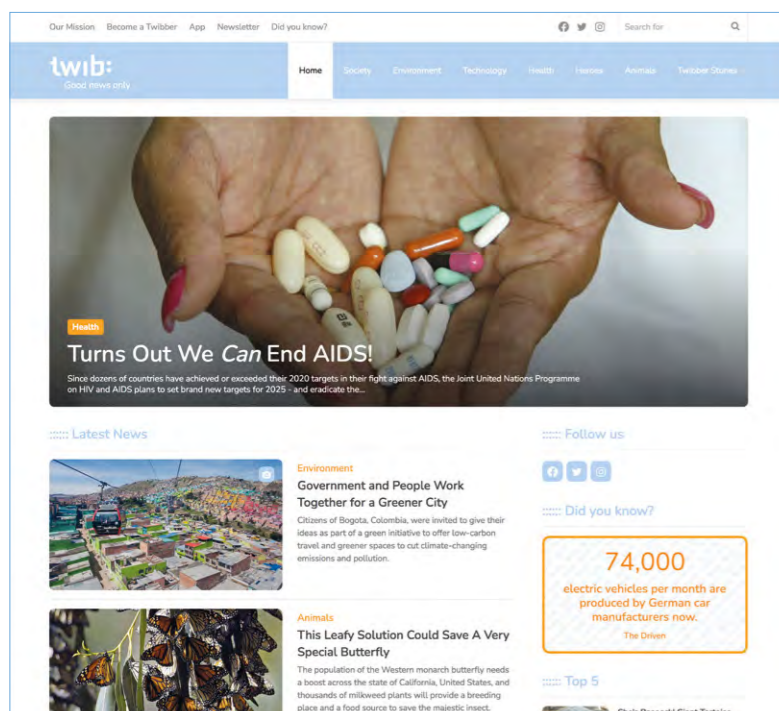 Our Mission Become a Twibber App Newsletter Did you know?
Search for
twib:
Good news only
Home Society Environment Technology Health Heroes Animals Twibber Stories
Health
Turns Out We Can End AIDS!
Since dozens of countries have achieved or exceeded their 2020 targets in their fight against AIDS, the Joint United Nations Programme
on HIV and AIDS plans to set brand new targets for 2025 - and eradicate the...
:::::: Latest News
Environment
Government and People Work
Together for a Greener City
Citizens of Bogota, Colombia, were invited to give their
ideas as part of a green initiative to offer low-carbon
travel and greener spaces to cut climate-changing
emissions and pollution.
Animals
This Leafy Solution Could Save A Very
Special Butterfly
The population of the Western monarch butterfly needs
a boost across the state of California, United States, and
thousands of milkweed plants will provide a breeding
place and a food source to save the majestic insect.
:::::: Follow us
:::::: Did you know?
74,000
electric vehicles per month are
produced by German car
manufacturers now.
The Driven
:::::: Top 5